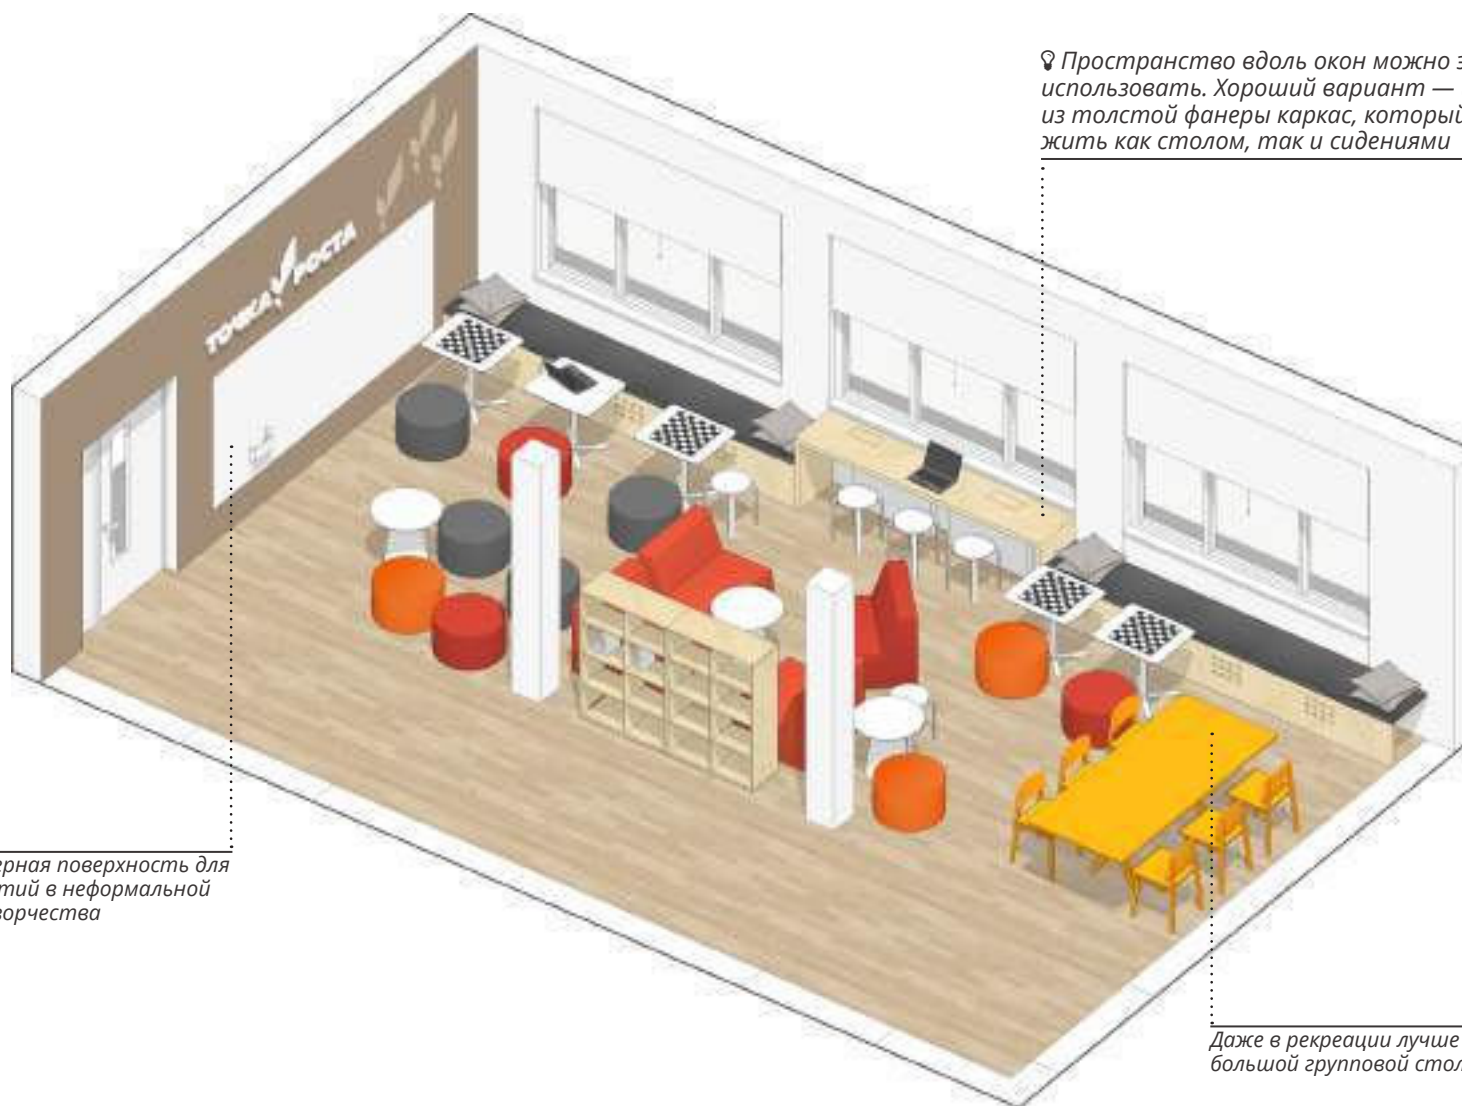 Пространство вдоль окон можно з
использовать. Хороший вариант —
из толстой фанеры каркас, который
жить как столом, так и сидениями
ТОЧКА РОСТА
ерная поверхность для
тий в неформальной
ворчества
Даже в рекреации лучше
большой групповой стол